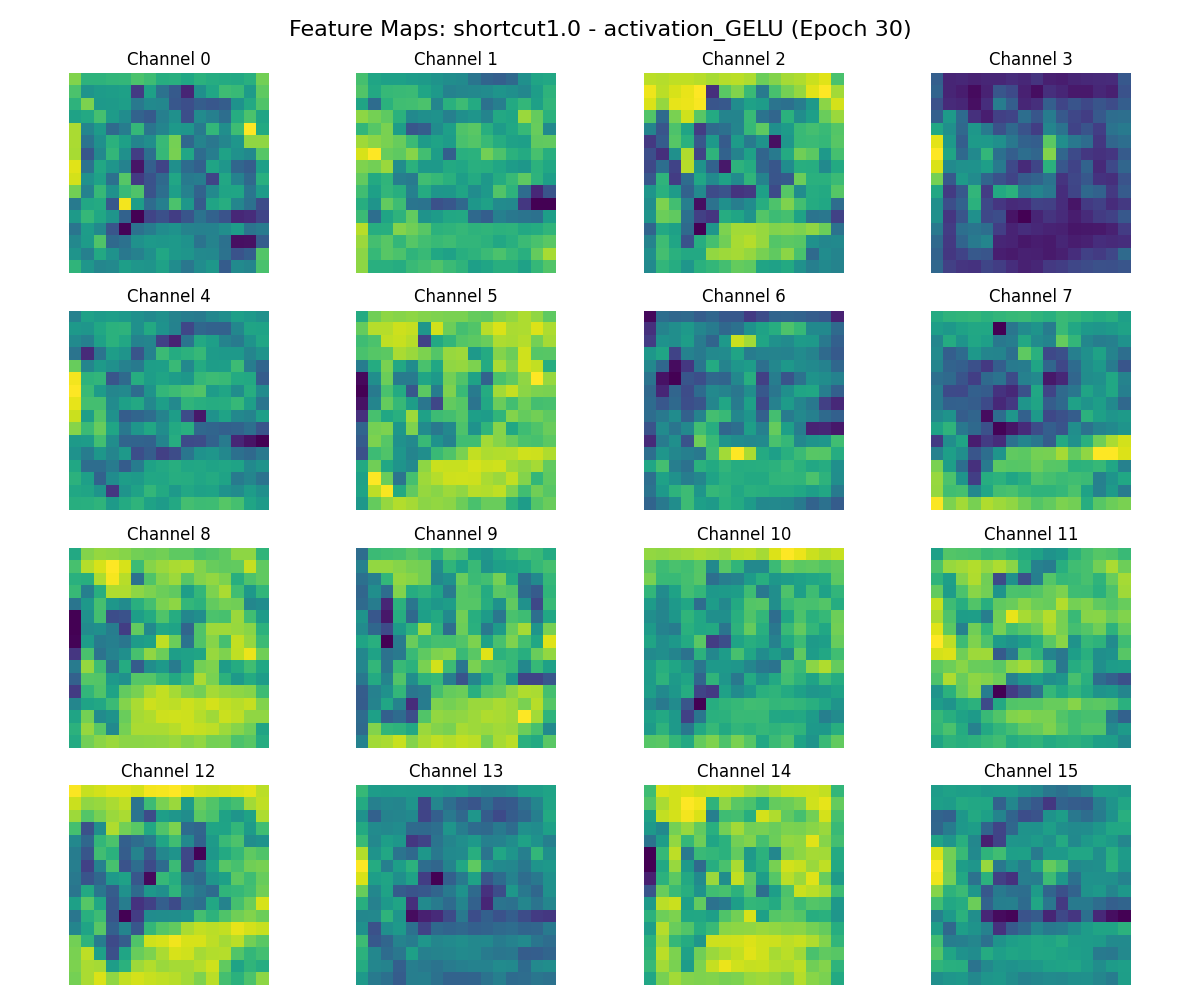 Feature Maps: shortcut1.0 - activation_GELU (Epoch 30)
Channel 0 Channel 1 Channel 2 Channel 3
Channel 4 Channel 5 Channel 6 Channel 7
Channel 8 Channel 9 Channel 10 Channel 11
Channel 12 Channel 13 Channel 14 Channel 15